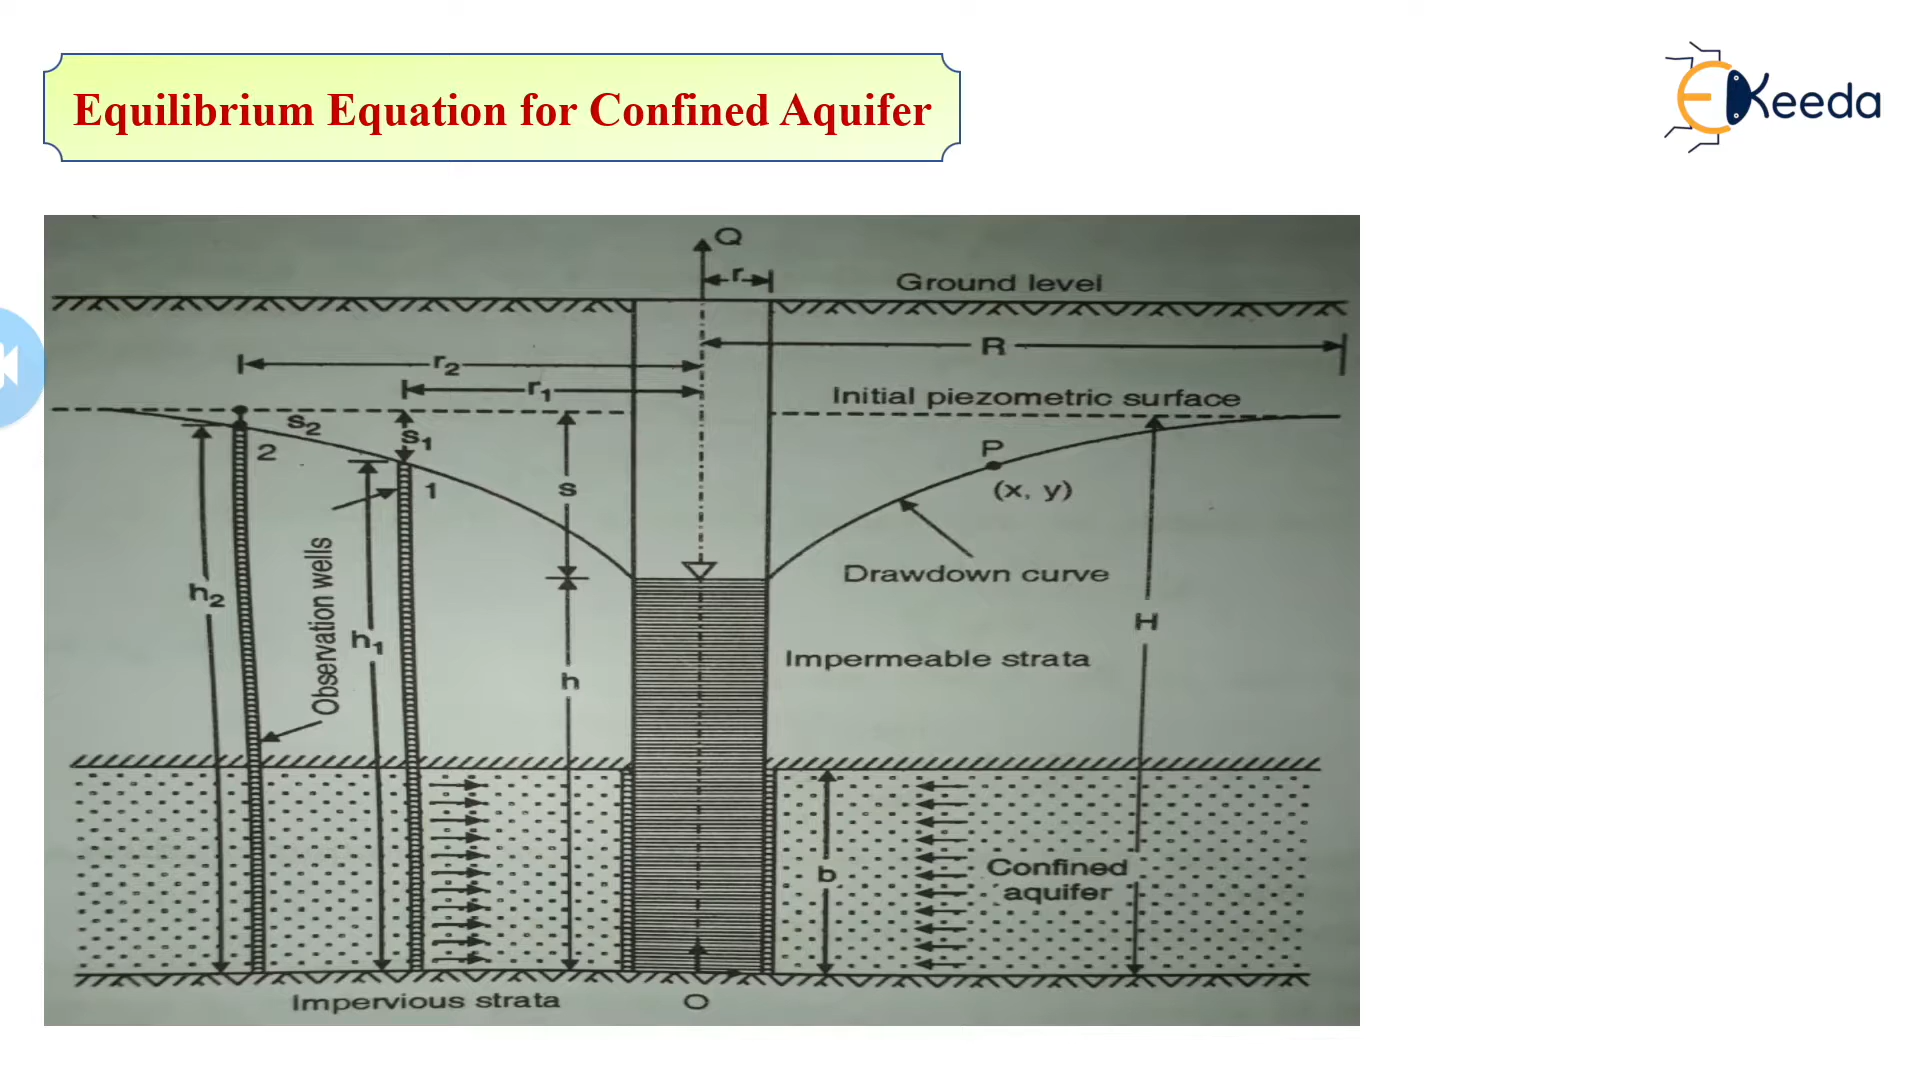 Equilibrium Equation for Confined Aquifer
EKeeda
Q
r
Ground level
R
r₂
r₁
Initial piezometric surface
s₂
s₁
P
2
1
s
(x, y)
Drawdown curve
h₂
Observation wells
h₁
H
Impermeable strata
h
b
Confined
aquifer
Impervious strata
O